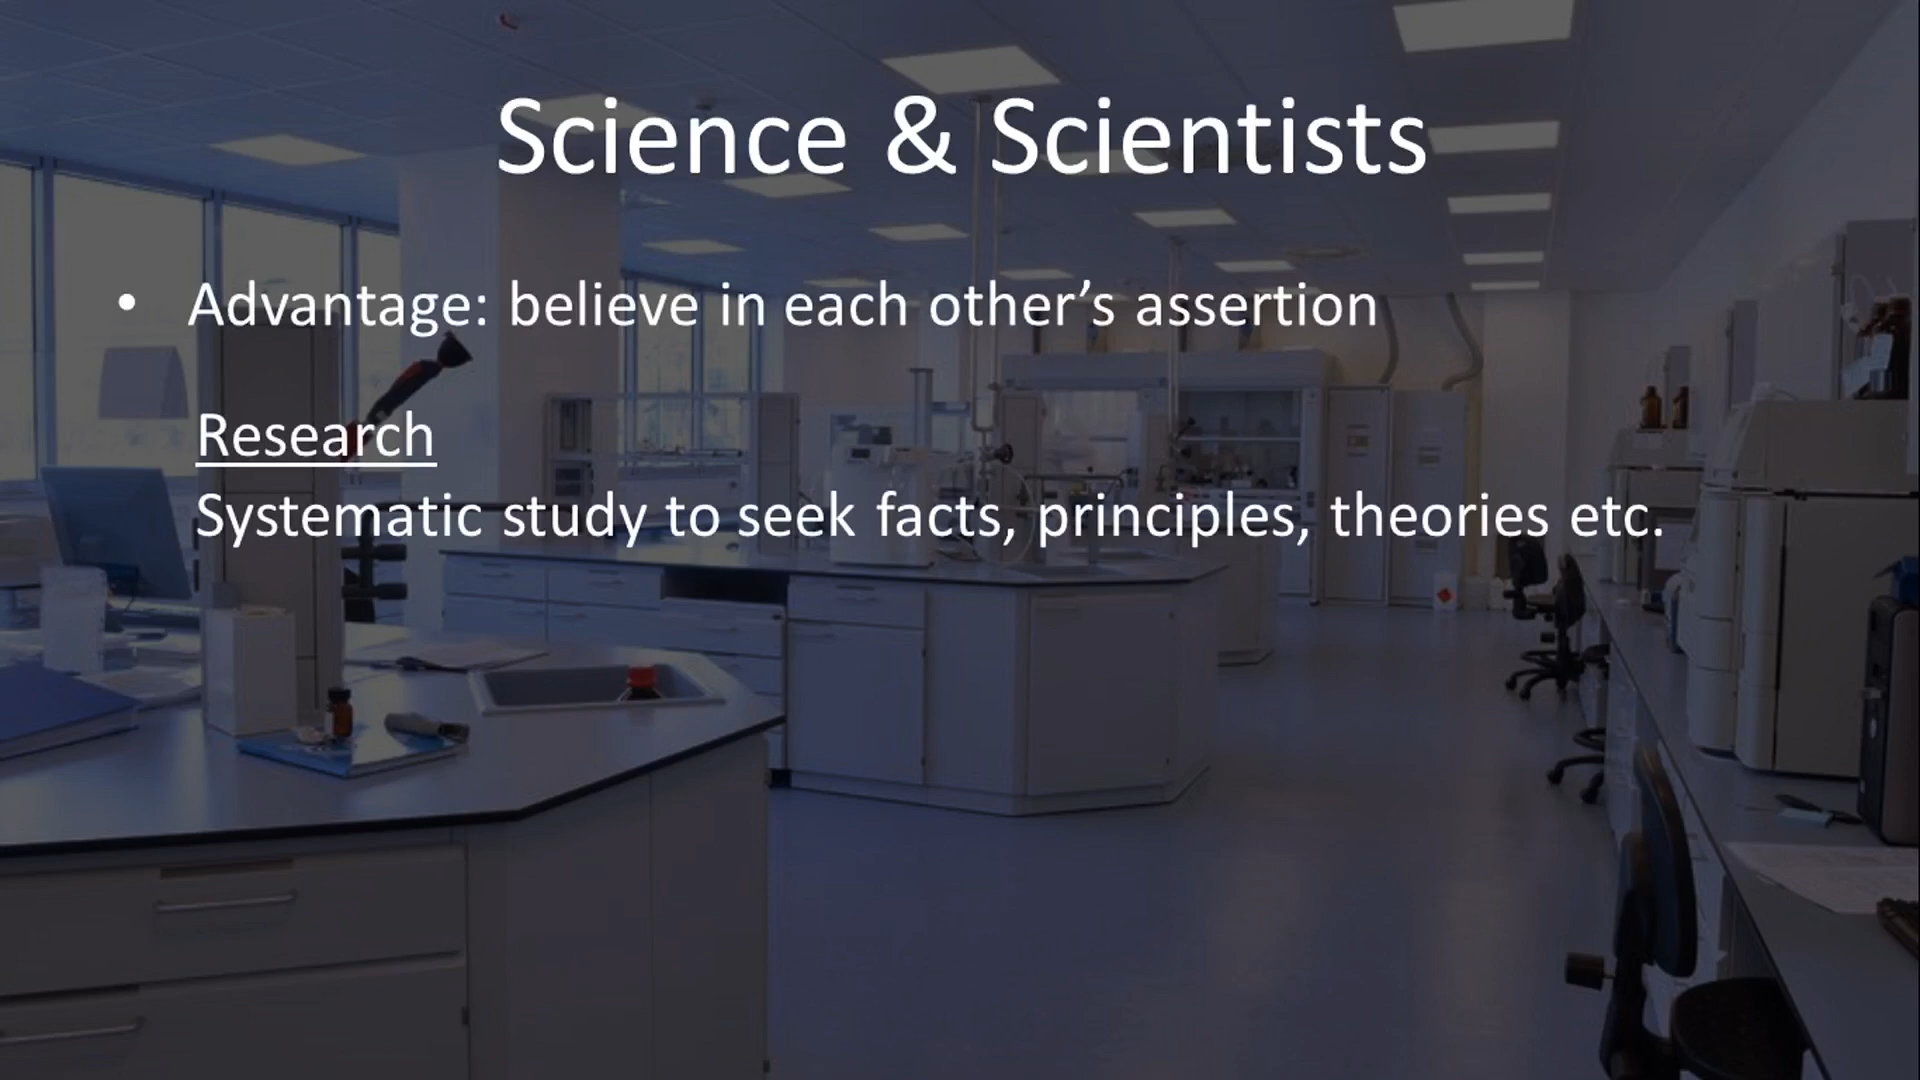 Science & Scientists
• Advantage: believe in each other’s assertion
Research
Systematic study to seek facts, principles, theories etc.